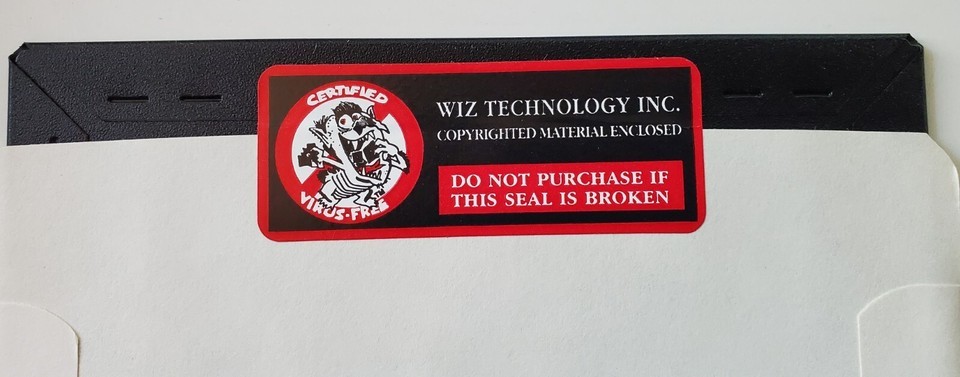 CERTIFIED
VIRUS-FREE
WIZ TECHNOLOGY INC.
COPYRIGHTED MATERIAL ENCLOSED
DO NOT PURCHASE IF
THIS SEAL IS BROKEN